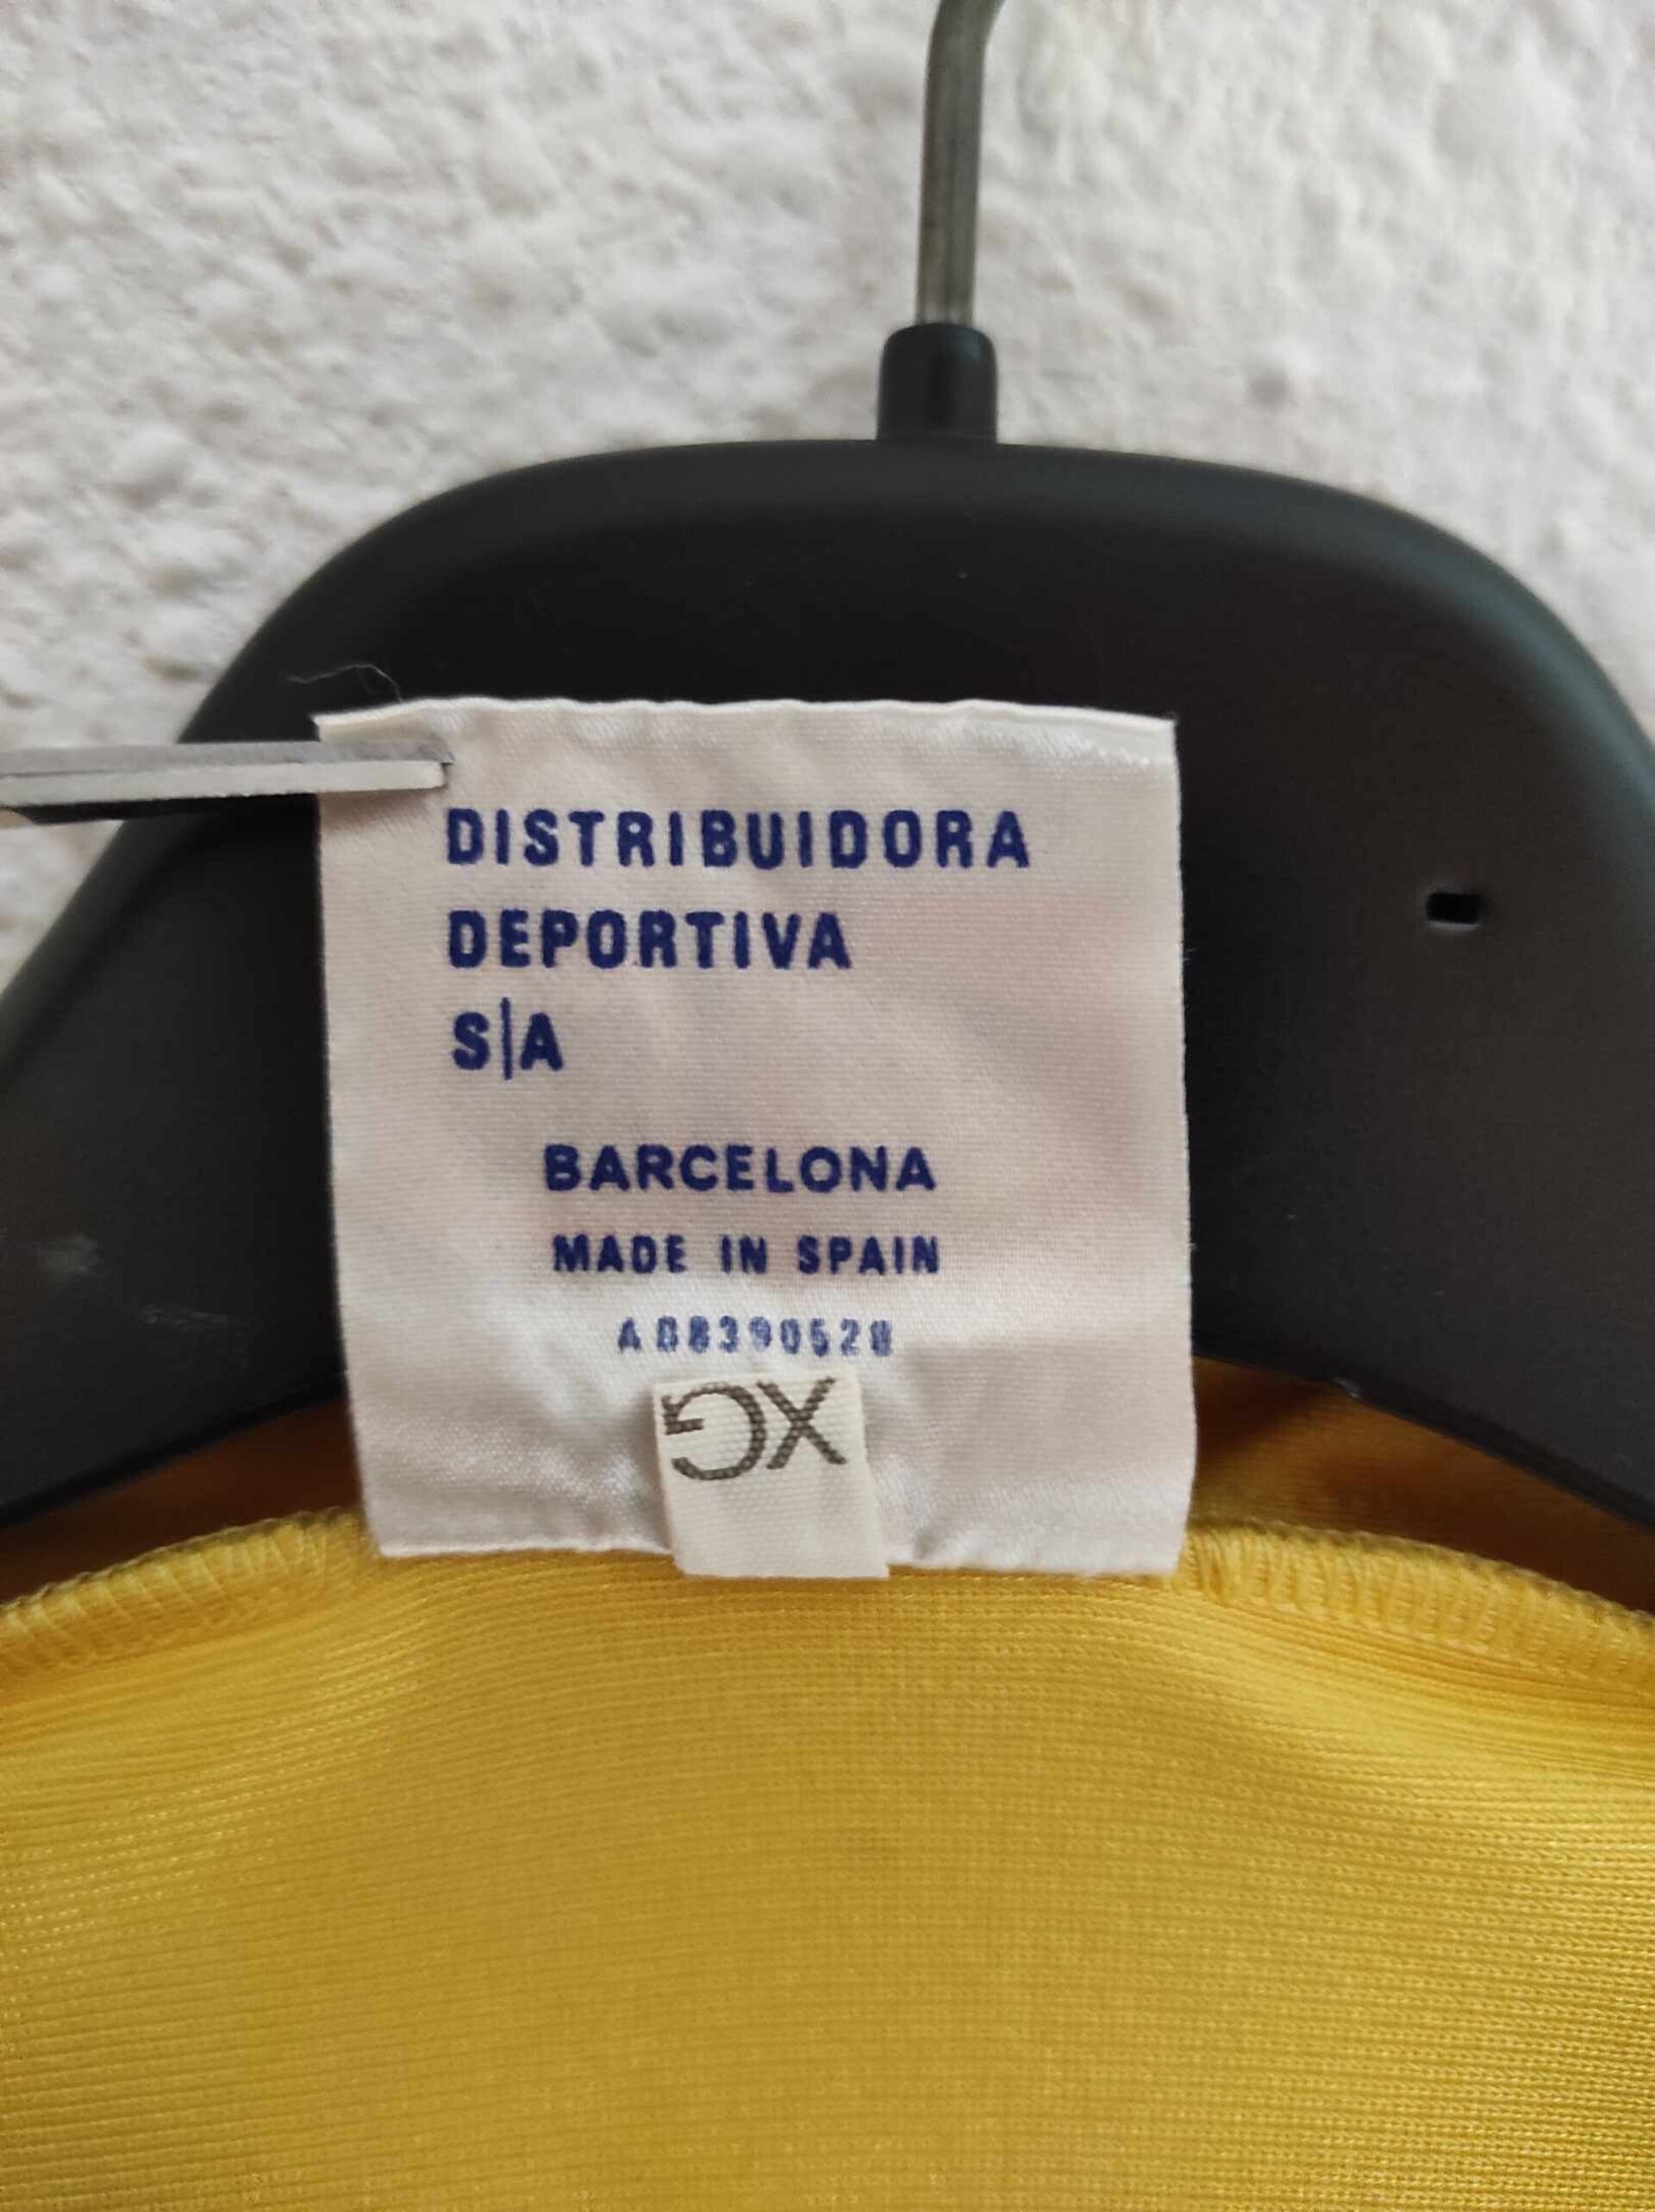 DISTRIBUIDORA
DEPORTIVA
S|A
BARCELONA
MADE IN SPAIN
XG